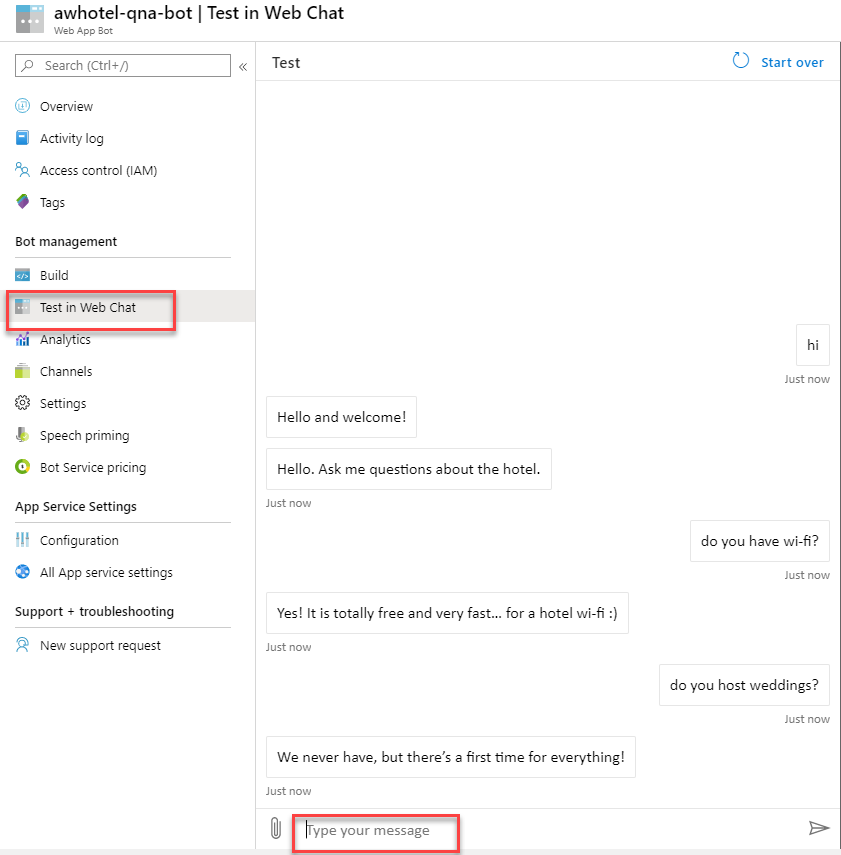 awhotel-qna-bot | Test in Web Chat
Web App Bot
Search (Ctrl+/)
«
Overview
Activity log
Access control (IAM)
Tags
Bot management
Build
Test in Web Chat
Analytics
Channels
Settings
Speech priming
Bot Service pricing
App Service Settings
Configuration
All App service settings
Support + troubleshooting
New support request
Test
Start over
hi
Just now
Hello and welcome!
Hello. Ask me questions about the hotel.
Just now
do you have wi-fi?
Just now
Yes! It is totally free and very fast... for a hotel wi-fi :)
Just now
do you host weddings?
Just now
We never have, but there's a first time for everything!
Just now
Type your message